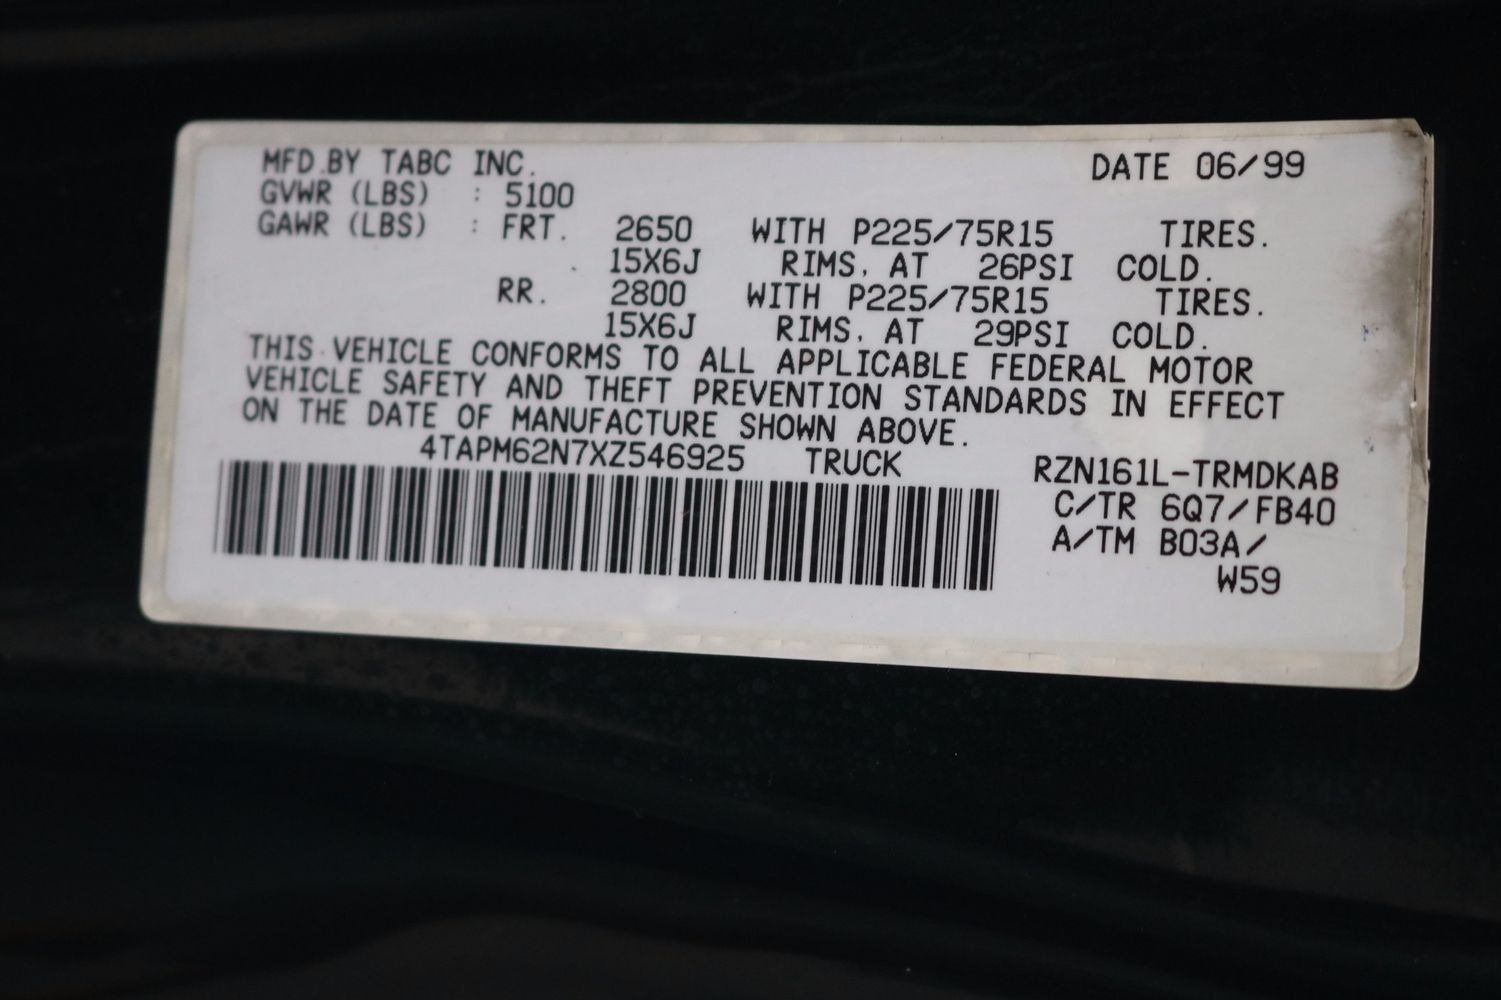 MFD.BY TABC INC. DATE 06/99
GVWR (LBS) : 5100
GAWR (LBS) : FRT. 2650 WITH P225/75R15 TIRES.
15X6J RIMS, AT 26PSI COLD.
RR. 2800 WITH P225/75R15 TIRES.
15X6J RIMS, AT 29PSI COLD.
THIS VEHICLE CONFORMS TO ALL APPLICABLE FEDERAL MOTOR
VEHICLE SAFETY AND THEFT PREVENTION STANDARDS IN EFFECT
ON THE DATE OF MANUFACTURE SHOWN ABOVE.
4TAPM62N7XZ546925 TRUCK RZN161L-TRMDKAB
C/TR 6Q7/FB40
A/TM B03A/
W59